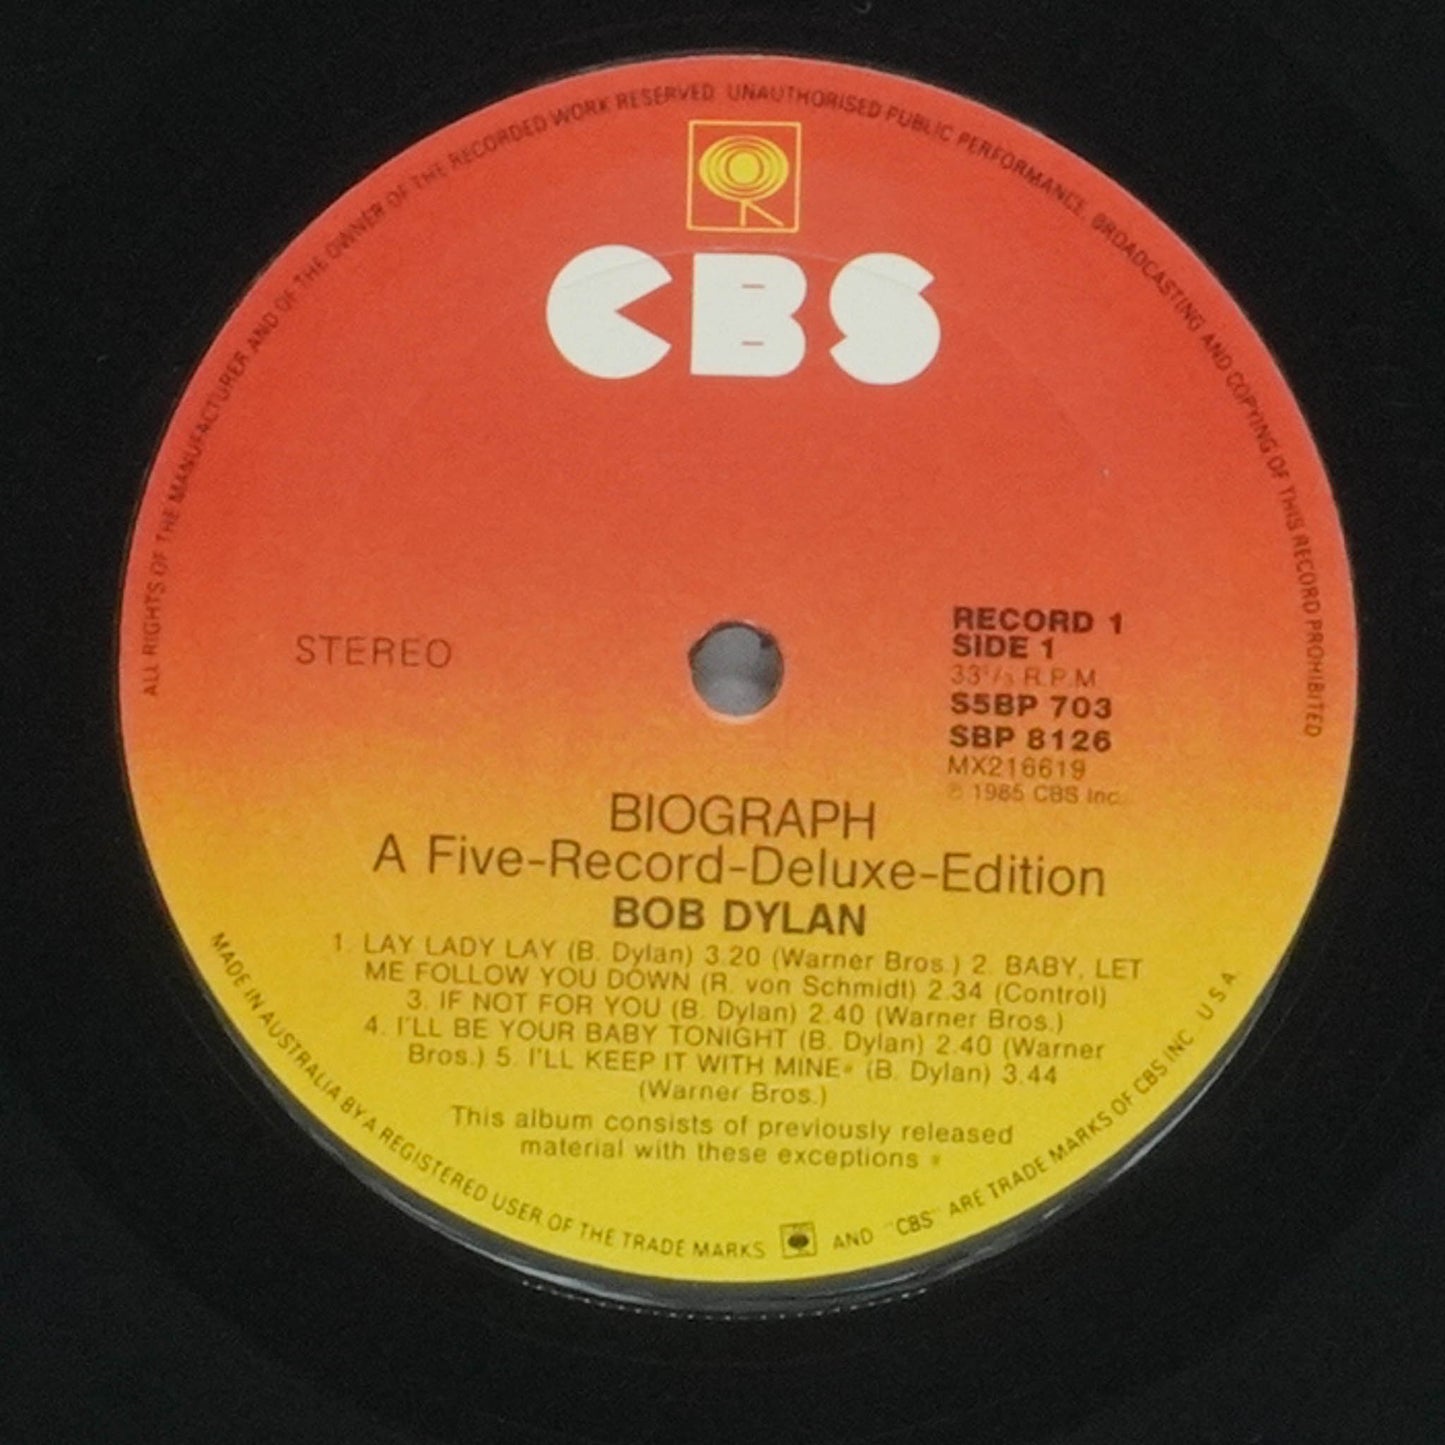 ALL RIGHTS OF THE MANUFACTURER AND OF THE OWNER OF THE RECORDED WORK RESERVED UNAUTHORISED PUBLIC PERFORMANCE, BROADCASTING AND COPYING OF THIS RECORD PROHIBITED
CBS
STEREO
RECORD 1
SIDE 1
33⅓ R.P.M
S5BP 703
SBP 8126
MX216619
℗ 1985 CBS Inc.
BIOGRAPH
A Five-Record-Deluxe-Edition
BOB DYLAN
1. LAY LADY LAY (B. Dylan) 3.20 (Warner Bros.) 2. BABY, LET
ME FOLLOW YOU DOWN (R. von Schmidt) 2.34 (Control)
3. IF NOT FOR YOU (B. Dylan) 2.40 (Warner Bros.)
4. I'LL BE YOUR BABY TONIGHT (B. Dylan) 2.40 (Warner
Bros.) 5. I'LL KEEP IT WITH MINE* (B. Dylan) 3.44
(Warner Bros.)
This album consists of previously released
material with these exceptions *
MADE IN AUSTRALIA BY A REGISTERED USER OF THE TRADE MARKS AND "CBS" ARE TRADE MARKS OF CBS INC. U.S.A.